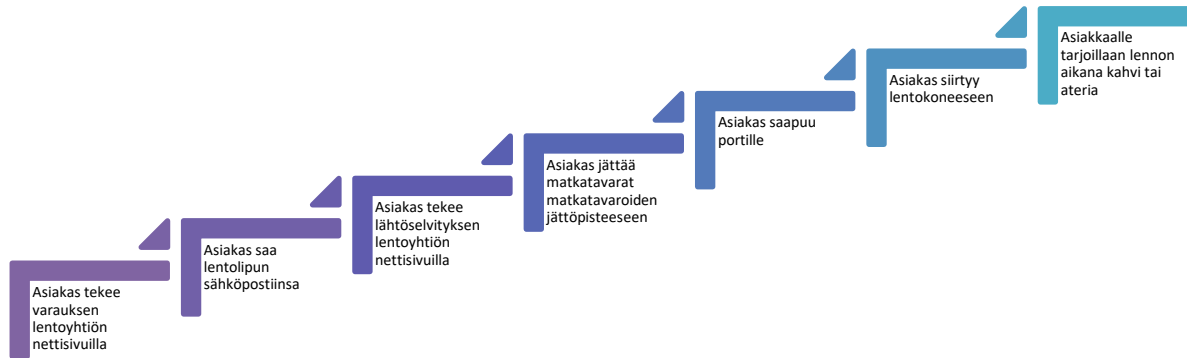 Asiakas tekee
varauksen
lentoyhtiön
nettisivuilla
Asiakas saa
lentolipun
sähköpostiinsa
Asiakas tekee
lähtöselvityksen
lentoyhtiön
nettisivuilla
Asiakas jättää
matkatavarat
matkatavaroiden
jättöpisteeseen
Asiakas saapuu
portille
Asiakas siirtyy
lentokoneeseen
Asiakkaalle
tarjoillaan lennon
aikana kahvi tai
ateria